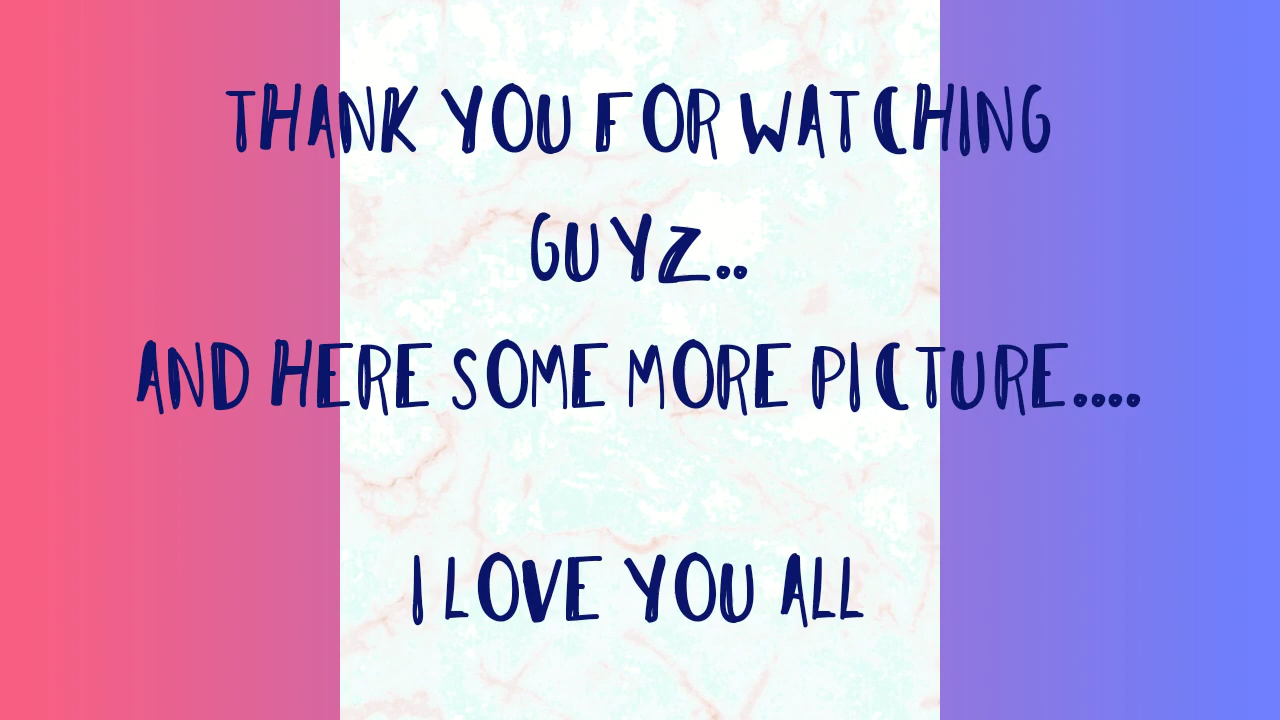 THANK YOU FOR WATCHING
GUYZ..
AND HERE SOME MORE PICTURE....
I LOVE YOU ALL